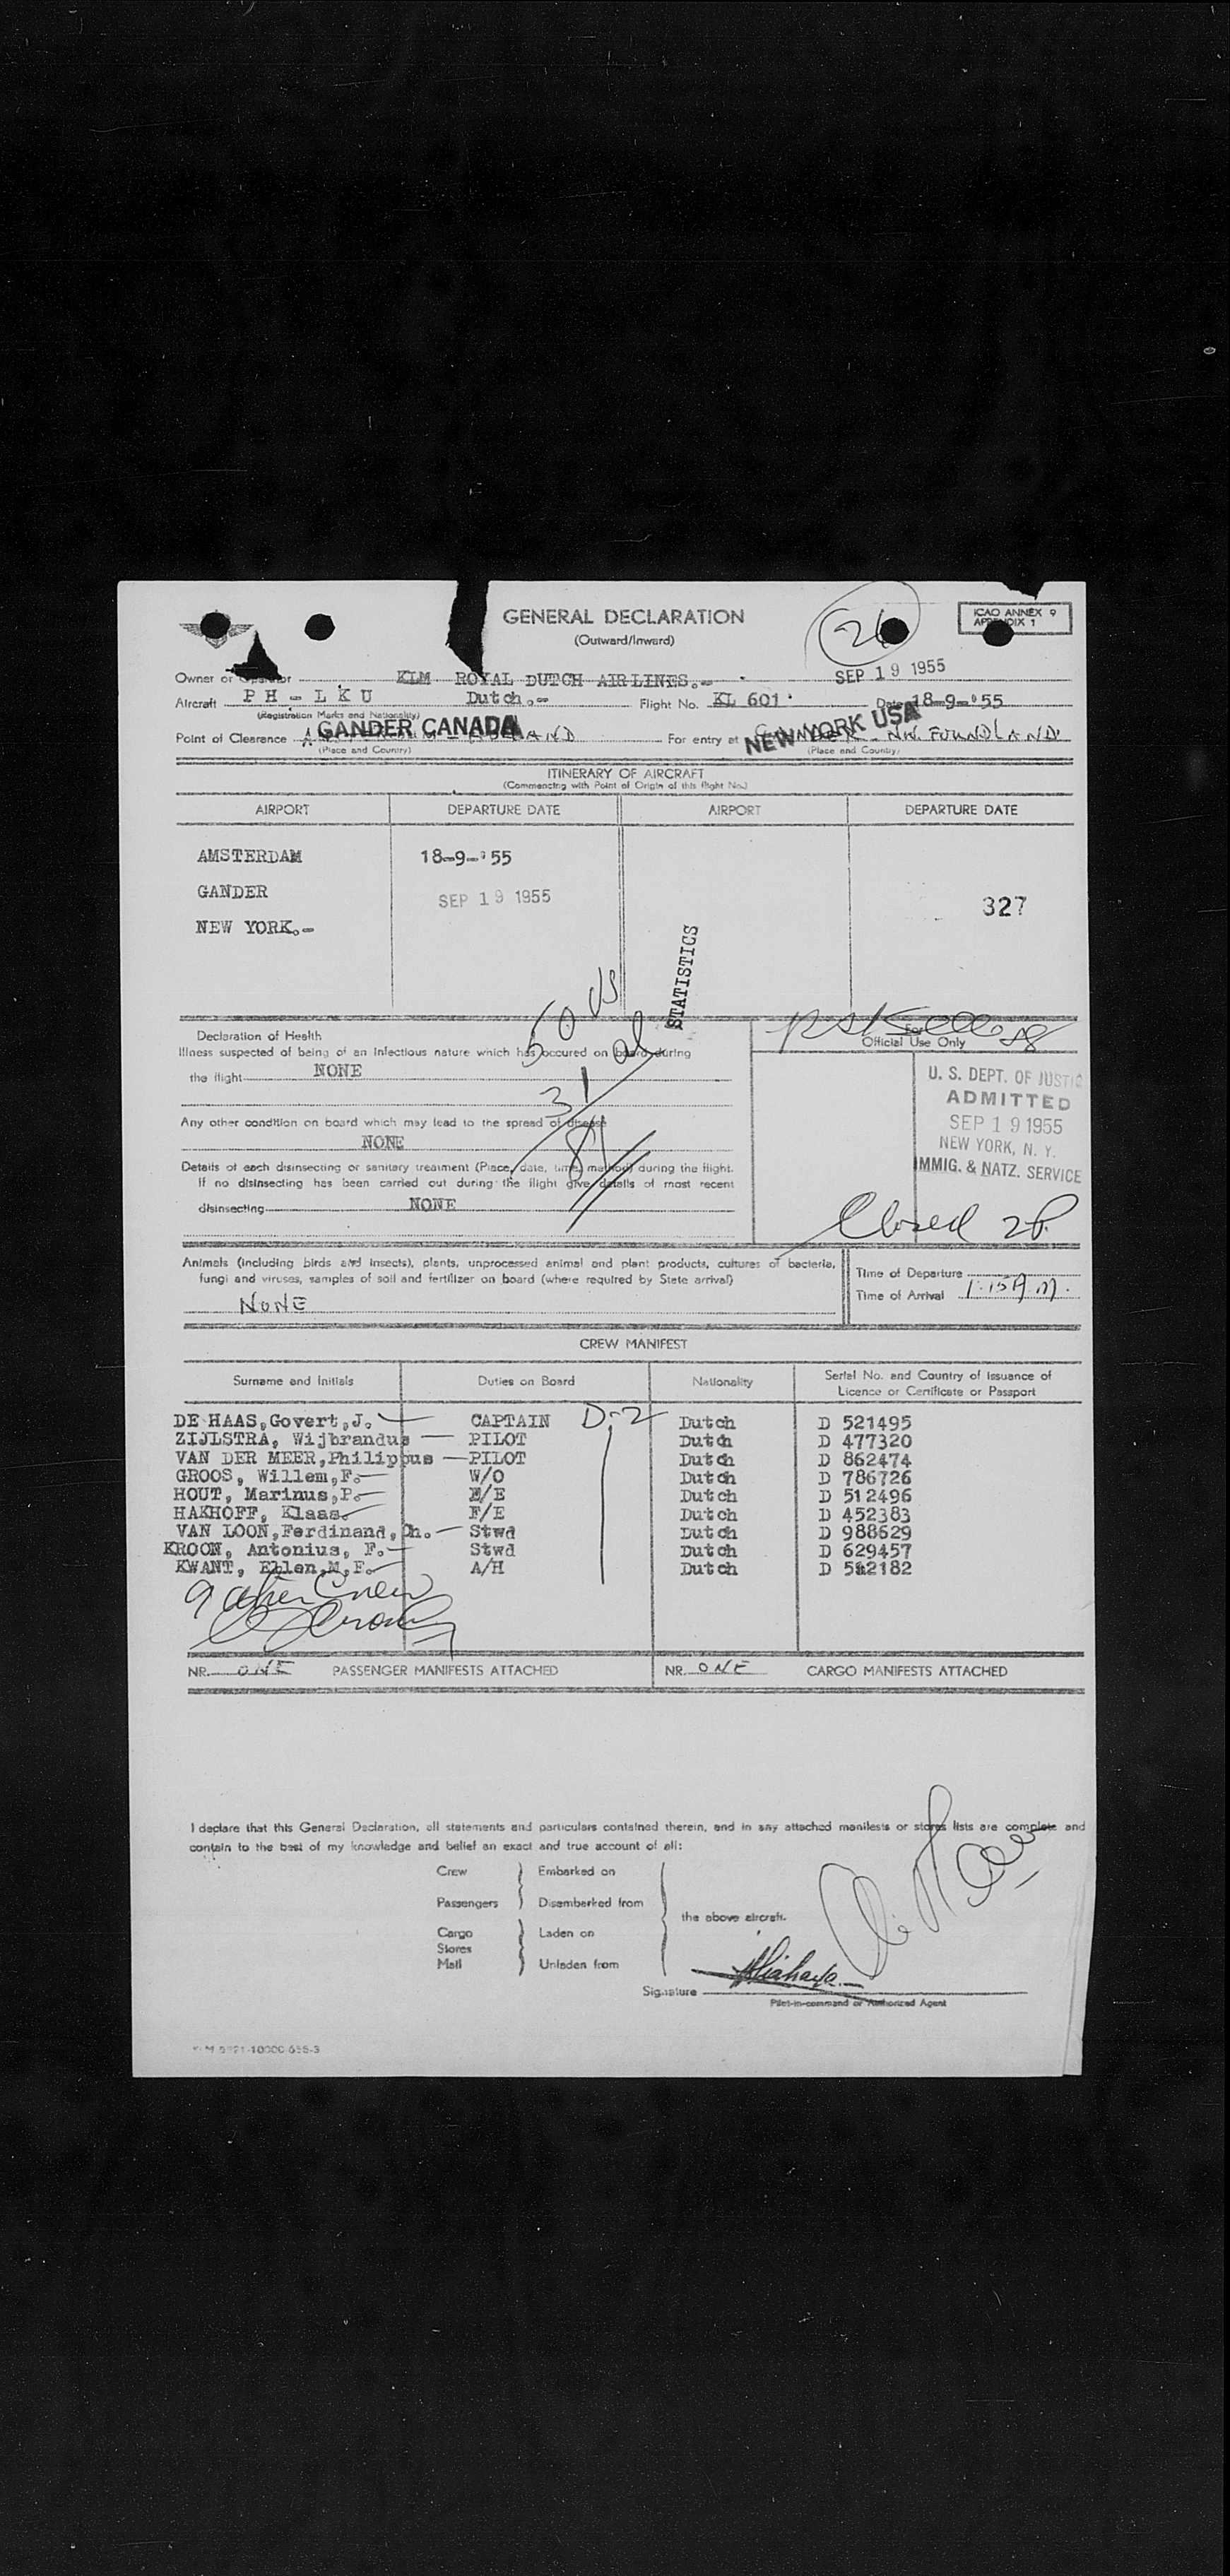 GENERAL DECLARATION
(Outward/Inward)
26
ICAO ANNEX 9
APPENDIX 1
SEP 19 1955
Owner or Operator KLM ROYAL DUTCH AIRLINES.-
Aircraft PH - LKU Dutch.- Flight No. KL 601 Date 18-9-'55
(Registration Marks and Nationality)
Point of Clearance GANDER CANADA For entry at NEW YORK USA
(Place and Country) (Place and Country)
ITINERARY OF AIRCRAFT
(Commencing with Point of Origin of this flight No.)
AIRPORT DEPARTURE DATE AIRPORT DEPARTURE DATE
AMSTERDAM 18-9-'55
GANDER SEP 19 1955
327
NEW YORK.-
STATISTICS
50 US
31 al
81
Declaration of Health
Illness suspected of being of an infectious nature which has occured on board during
the flight NONE
Any other condition on board which may lead to the spread of disease
NONE
Details of each disinsecting or sanitary treatment (Place, date, time, method) during the flight.
If no disinsecting has been carried out during the flight give details of most recent
disinsecting NONE
For
Official Use Only
U. S. DEPT. OF JUSTIC
ADMITTED
SEP 19 1955
NEW YORK, N. Y.
IMMIG. & NATZ. SERVICE
Closed
Animals (including birds and insects), plants, unprocessed animal and plant products, cultures of bacteria,
fungi and viruses, samples of soil and fertilizer on board (where required by State arrival)
NONE
Time of Departure
Time of Arrival 1:15 A.M.
CREW MANIFEST
Surname and Initials Duties on Board Nationality Serial No. and Country of Issuance of
Licence or Certificate or Passport
DE HAAS, Govert, J. CAPTAIN D-2 Dutch D 521495
ZIJLSTRA, Wijbrandus PILOT Dutch D 477320
VAN DER MEER, Philippus PILOT Dutch D 862474
GROOS, Willem, F. W/O Dutch D 786726
HOUT, Marinus, P. F/E Dutch D 512496
HAKHOFF, Klaas F/E Dutch D 452383
VAN LOON, Ferdinand, Ch. Stwd Dutch D 988629
KROON, Antonius, F. Stwd Dutch D 629457
KWANT, Ellen, M, F. A/H Dutch D 582182
9 alien Crew
NR. ONE PASSENGER MANIFESTS ATTACHED NR. ONE CARGO MANIFESTS ATTACHED
I declare that this General Declaration, all statements and particulars contained therein, and in any attached manifests or stores lists are complete and
contain to the best of my knowledge and belief an exact and true account of all:
Crew Embarked on
Passengers Disembarked from
the above aircraft.
Cargo Laden on
Stores
Mail Unladen from
Signature
Pilot-in-command or Authorized Agent